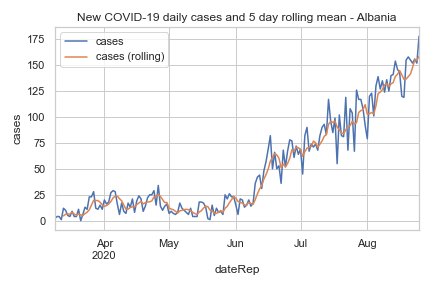 New COVID-19 daily cases and 5 day rolling mean - Albania
cases
cases (rolling)
175
150
125
100
75
50
25
0
cases
Apr
2020
May
Jun
Jul
Aug
dateRep